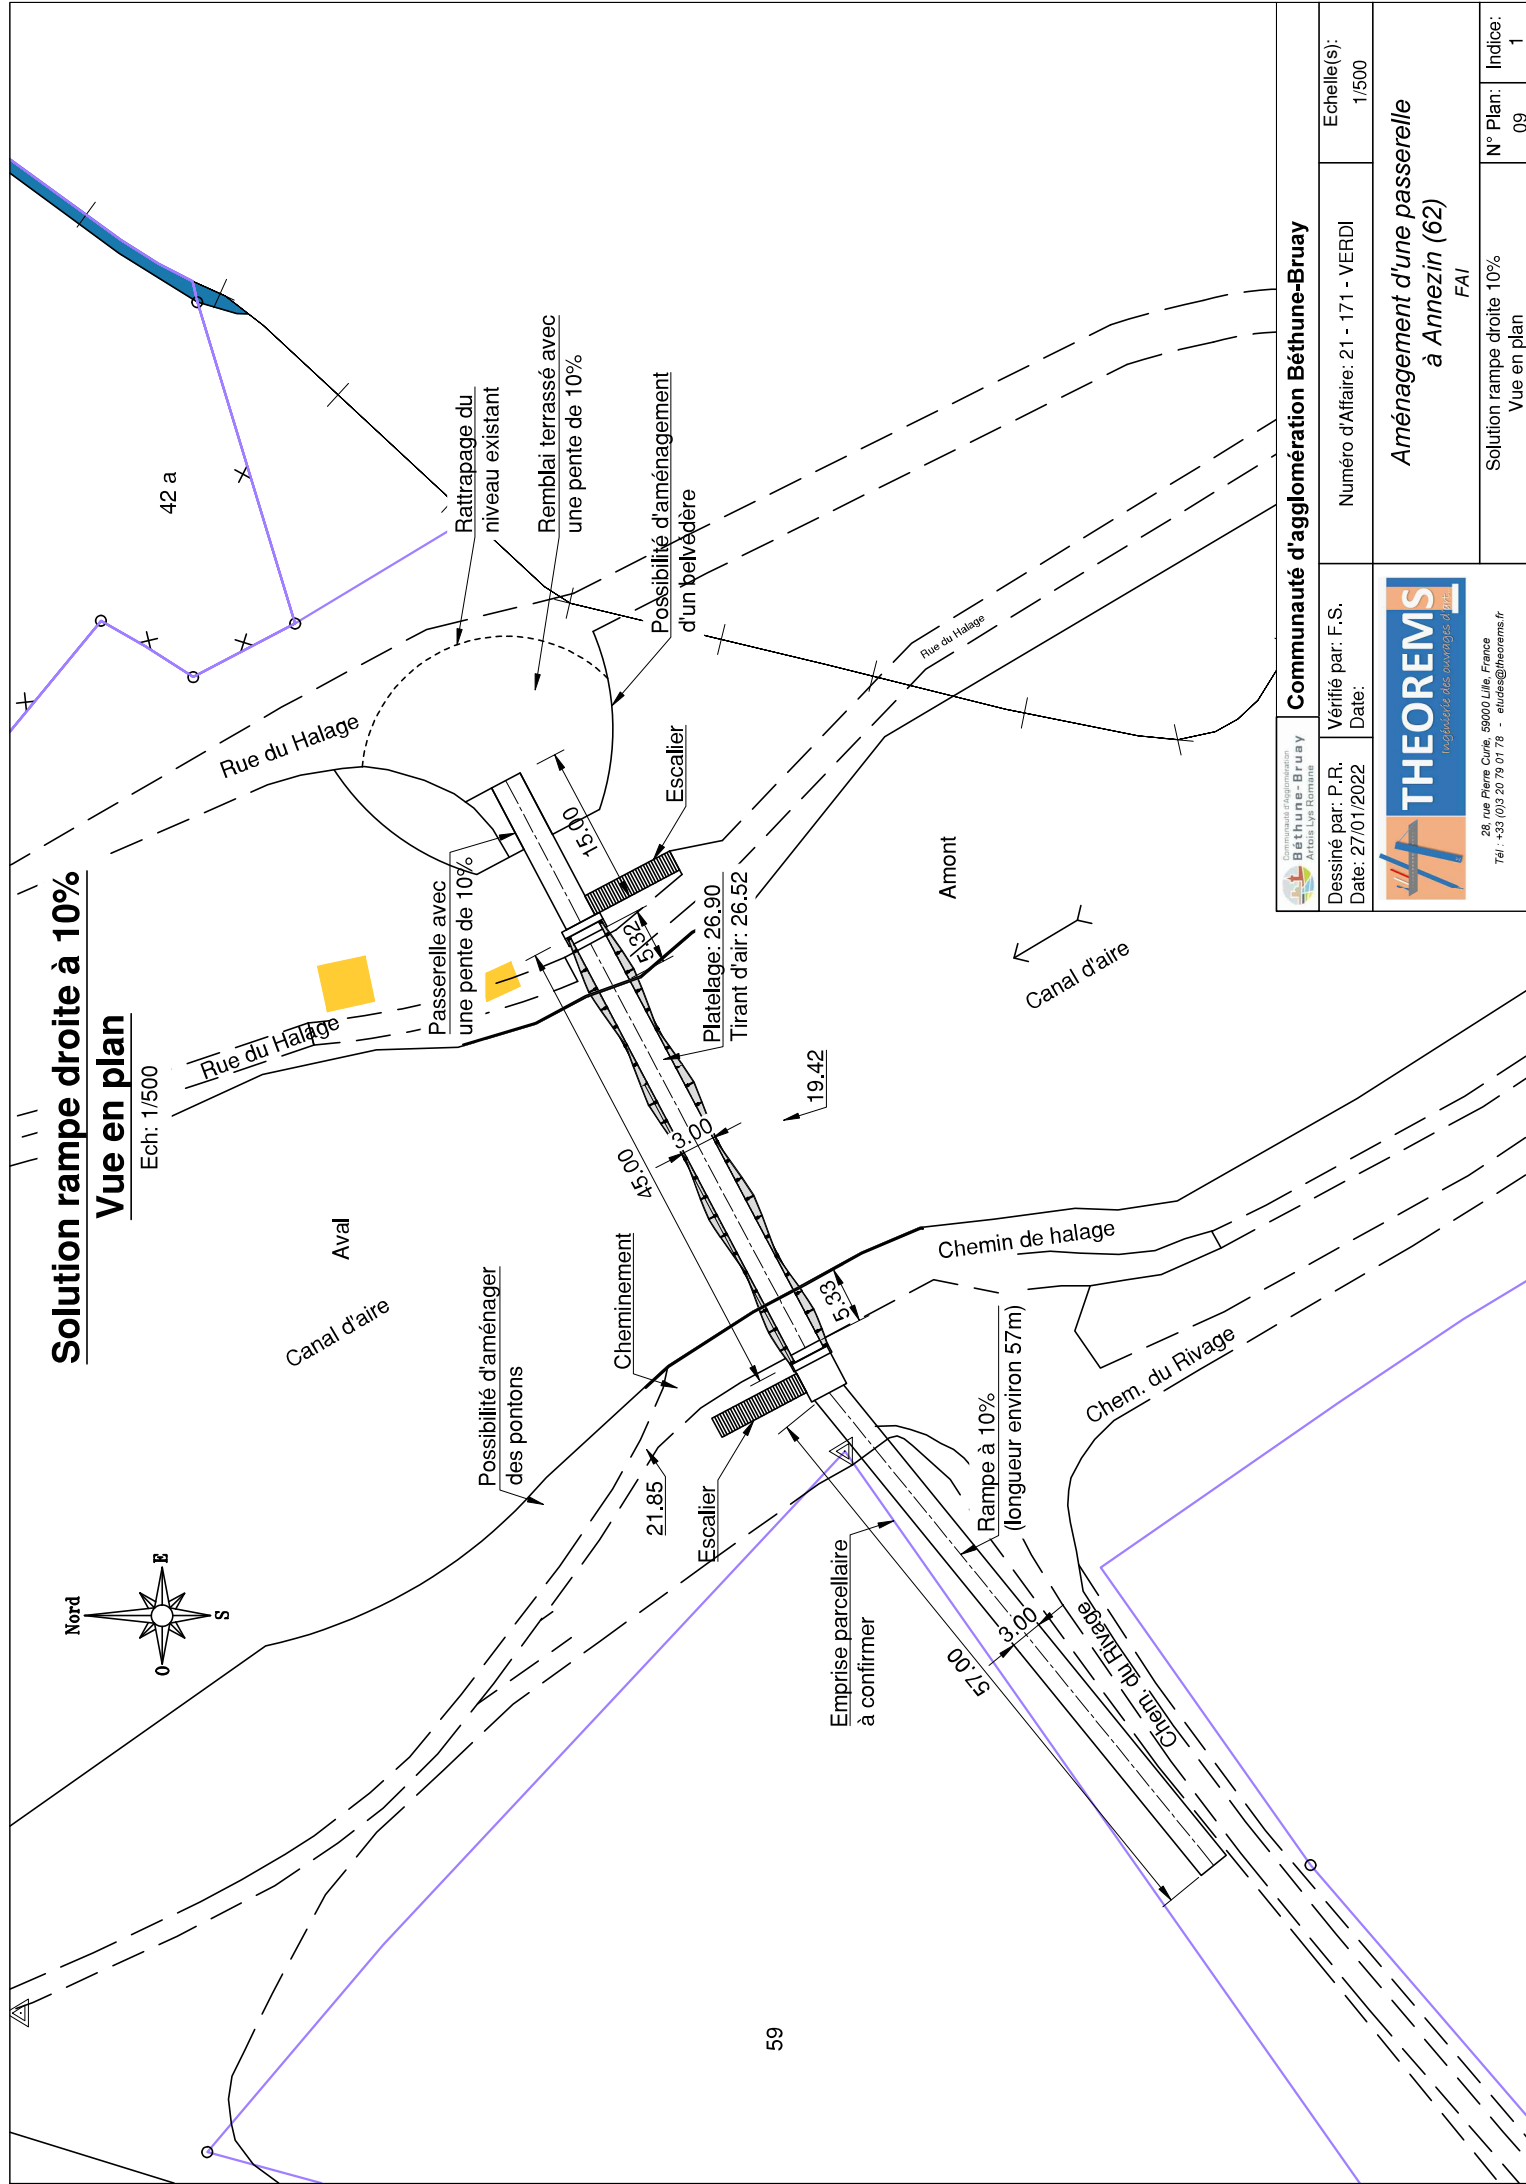 Solution rampe droite à 10%
Vue en plan
Ech: 1/500
Nord
E
S
O
42 a
Rattrapage du
niveau existant
Remblai terrassé avec
une pente de 10%
Possibilité d'aménagement
d'un belvédère
Rue du Halage
Rue du Halage
Rue du Halage
Passerelle avec
une pente de 10%
15.00
Escalier
5.32
Platelage: 26.90
Tirant d'air: 26.52
Amont
Canal d'aire
19.42
3.00
45.00
Aval
Canal d'aire
Possibilité d'aménager
des pontons
Cheminement
5.33
Chemin de halage
Chem. du Rivage
21.85
Escalier
Rampe à 10%
(longueur environ 57m)
Emprise parcellaire
à confirmer
57.00
3.00
Chem. du Rivage
59
Communauté d'Agglomération
Béthune-Bruay
Artois Lys Romane
Communauté d'agglomération Béthune-Bruay
Dessiné par: P.R.
Date: 27/01/2022
Vérifié par: F.S.
Date:
Numéro d'Affaire: 21 - 171 - VERDI
Echelle(s):
1/500
THEOREMS
Ingénierie des ouvrages d'art
28, rue Pierre Curie, 59000 Lille, France
Tél : +33 (0)3 20 79 01 78 - etudes@theorems.fr
Aménagement d'une passerelle
à Annezin (62)
FAI
Solution rampe droite 10%
Vue en plan
N° Plan:
09
Indice:
1